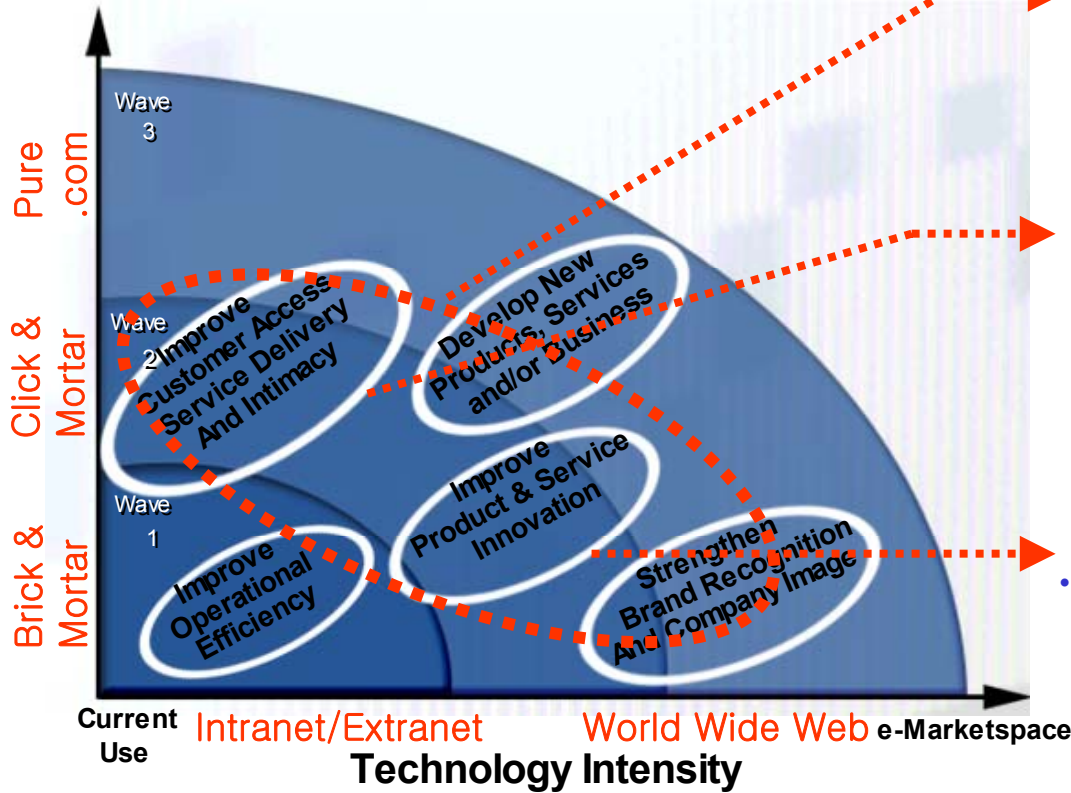 Pure
.com
Click &
Mortar
Brick &
Mortar
Wave
3
Wave
2
Wave
1
Improve
Customer Access
Service Delivery
And Intimacy
Develop New
Products, Services
and/or Business
Improve
Product & Service
Innovation
Improve
Operational
Efficiency
Strengthen
Brand Recognition
And Company Image
Current
Use
Intranet/Extranet
World Wide Web
e-Marketspace
Technology Intensity